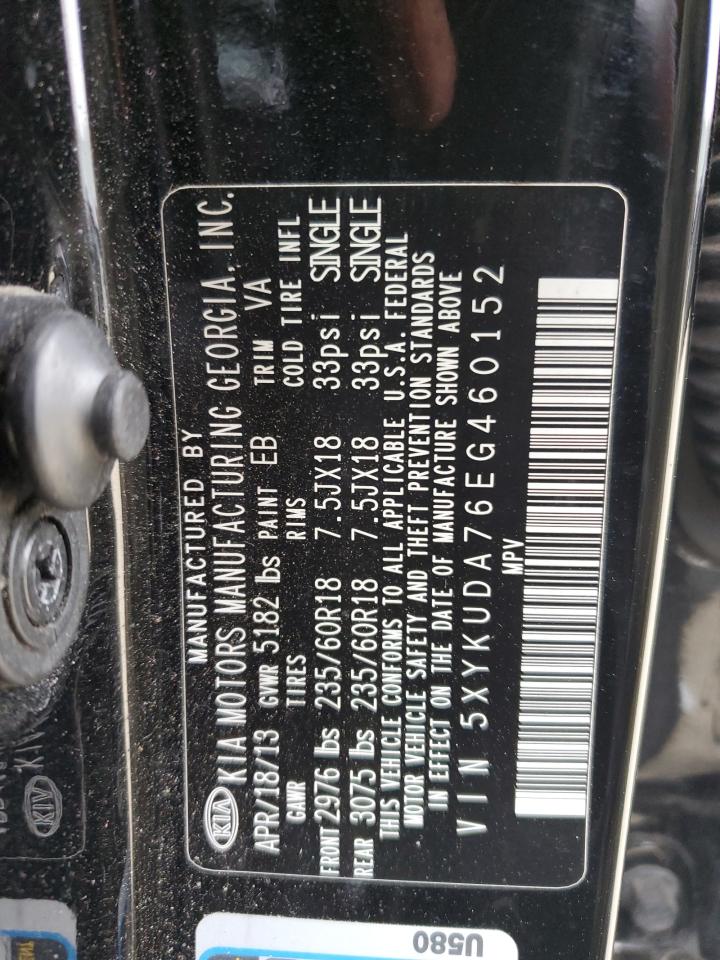 MANUFACTURED BY
KIA KIA MOTORS MANUFACTURING GEORGIA, INC.
APR/18/13 GVWR 5182 lbs PAINT EB TRIM VA
GAWR TIRES RIMS COLD TIRE INFL
FRONT 2976 lbs 235/60R18 7.5JX18 33psi SINGLE
REAR 3075 lbs 235/60R18 7.5JX18 33psi SINGLE
THIS VEHICLE CONFORMS TO ALL APPLICABLE U.S.A. FEDERAL
MOTOR VEHICLE SAFETY AND THEFT PREVENTION STANDARDS
IN EFFECT ON THE DATE OF MANUFACTURE SHOWN ABOVE
VIN 5XYKUDA76EG460152
MPV
KIA
U580